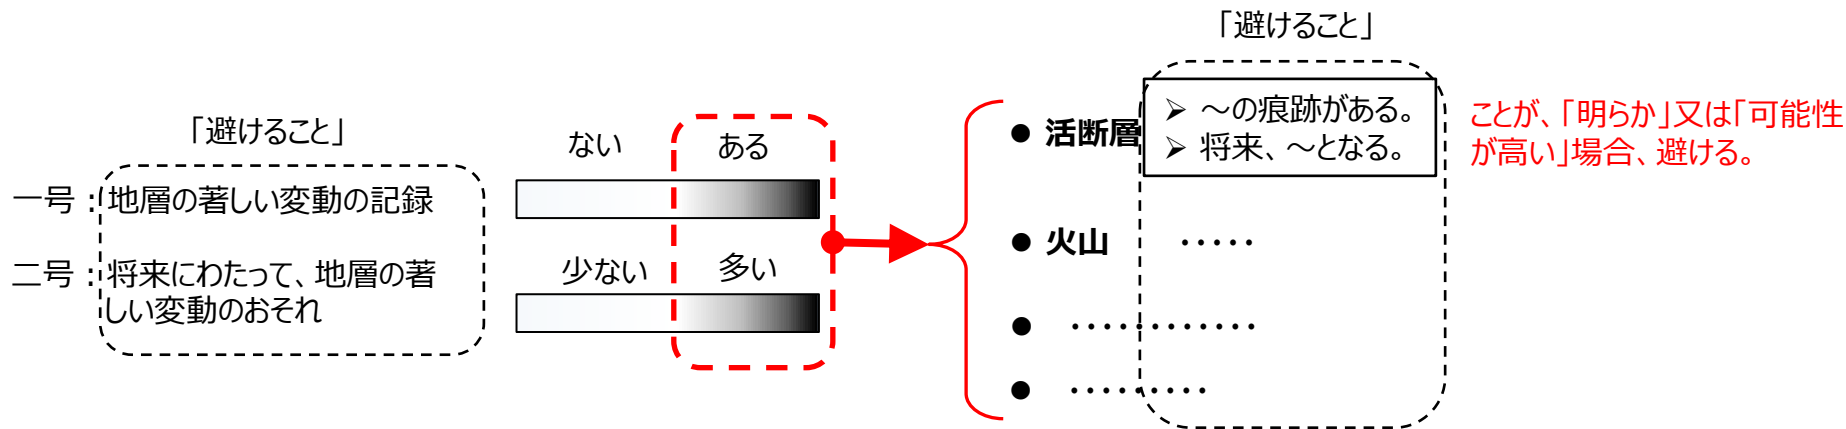 「避けること」
一号：地層の著しい変動の記録
二号：将来にわたって、地層の著
しい変動のおそれ
ない
ある
少ない
多い
「避けること」
● 活断層
➢ ～の痕跡がある。
➢ 将来、～となる。
● 火山 ・・・・・
● ・・・・・・・・・・・・
● ・・・・・・・・・
ことが、「明らか」又は「可能性
が高い」場合、避ける。